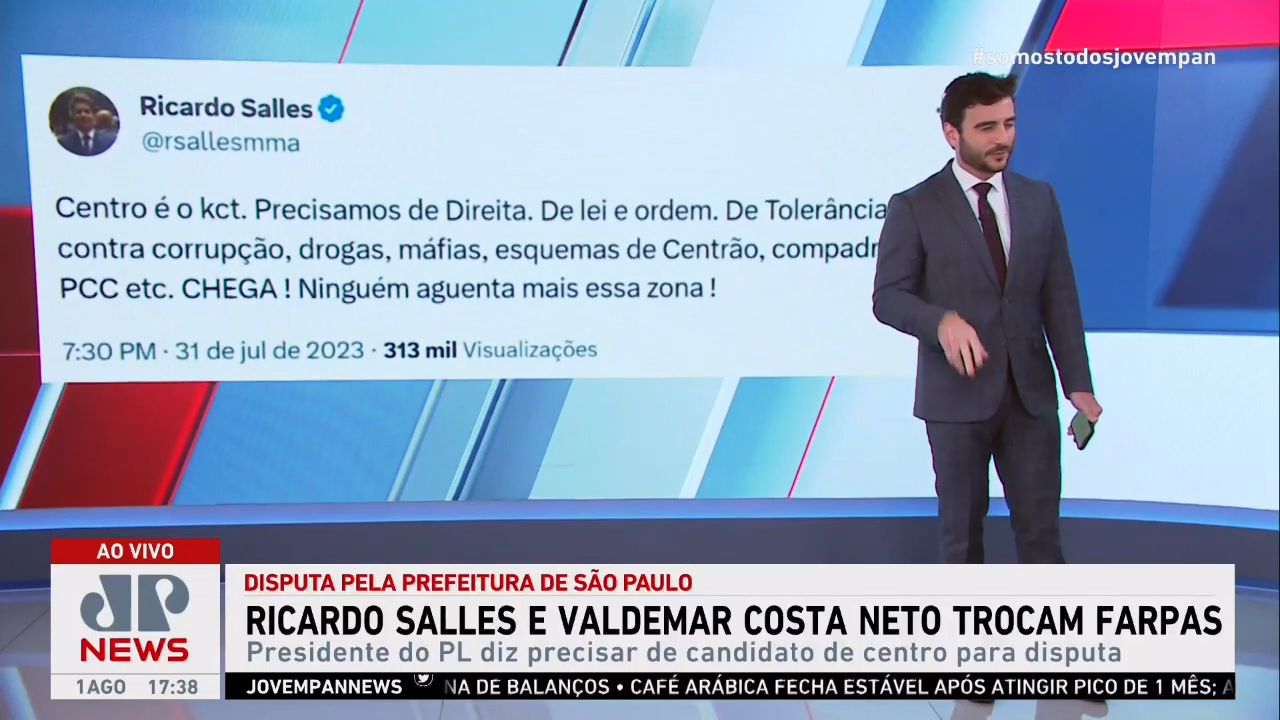 #somostodosjovempan
Ricardo Salles
@rsallesmma
Centro é o kct. Precisamos de Direita. De lei e ordem. De Tolerância
contra corrupção, drogas, máfias, esquemas de Centrão,
PCC etc. CHEGA ! Ninguém aguenta mais essa zona !
7:30 PM · 31 de jul de 2023 · 313 mil Visualizações
AO VIVO
JP
NEWS
1AGO 17:38
DISPUTA PELA PREFEITURA DE SÃO PAULO
RICARDO SALLES E VALDEMAR COSTA NETO TROCAM FARPAS
Presidente do PL diz precisar de candidato de centro para disputa
JOVEMPANNEWS NA DE BALANÇOS • CAFÉ ARÁBICA FECHA ESTÁVEL APÓS ATINGIR PICO DE 1 MÊS;